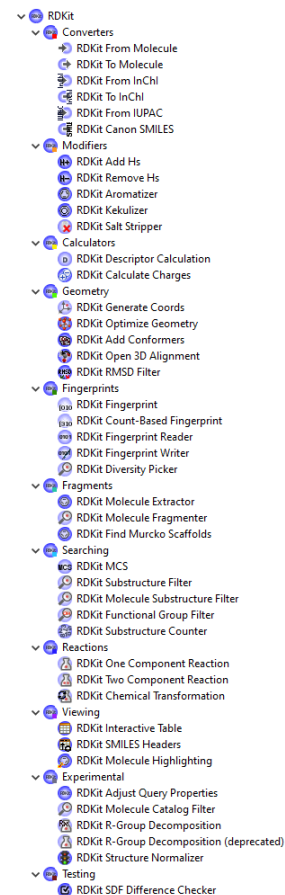 RDKit
Converters
RDKit From Molecule
RDKit To Molecule
RDKit From InChI
RDKit To InChI
RDKit From IUPAC
RDKit Canon SMILES
Modifiers
RDKit Add Hs
RDKit Remove Hs
RDKit Aromatizer
RDKit Kekulizer
RDKit Salt Stripper
Calculators
RDKit Descriptor Calculation
RDKit Calculate Charges
Geometry
RDKit Generate Coords
RDKit Optimize Geometry
RDKit Add Conformers
RDKit Open 3D Alignment
RDKit RMSD Filter
Fingerprints
RDKit Fingerprint
RDKit Count-Based Fingerprint
RDKit Fingerprint Reader
RDKit Fingerprint Writer
RDKit Diversity Picker
Fragments
RDKit Molecule Extractor
RDKit Molecule Fragmenter
RDKit Find Murcko Scaffolds
Searching
RDKit MCS
RDKit Substructure Filter
RDKit Molecule Substructure Filter
RDKit Functional Group Filter
RDKit Substructure Counter
Reactions
RDKit One Component Reaction
RDKit Two Component Reaction
RDKit Chemical Transformation
Viewing
RDKit Interactive Table
RDKit SMILES Headers
RDKit Molecule Highlighting
Experimental
RDKit Adjust Query Properties
RDKit Molecule Catalog Filter
RDKit R-Group Decomposition
RDKit R-Group Decomposition (deprecated)
RDKit Structure Normalizer
Testing
RDKit SDF Difference Checker